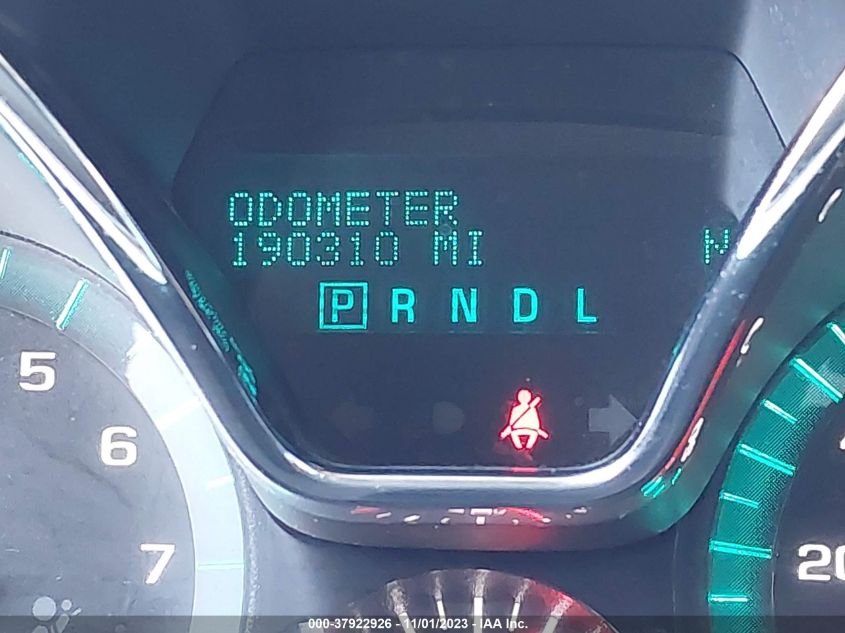 ODOMETER
190310 MI W
P R N D L
5
6
7
20
000-37922926 - 11/01/2023 - IAA Inc.